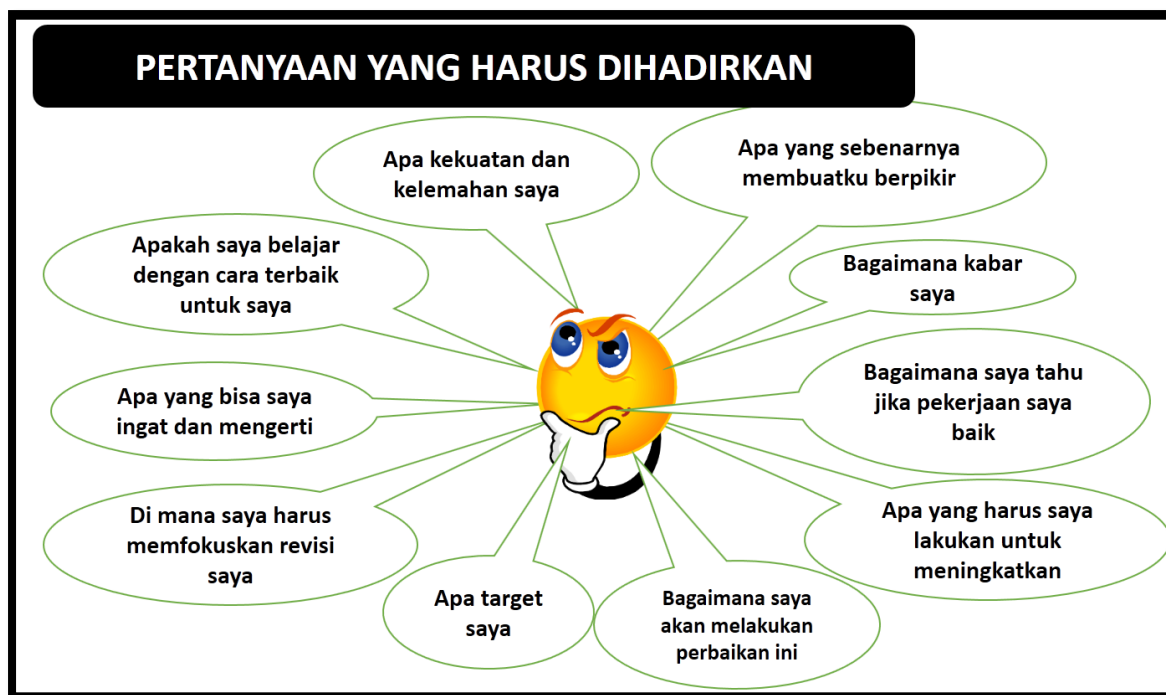 PERTANYAAN YANG HARUS DIHADIRKAN
Apa kekuatan dan
kelemahan saya
Apa yang sebenarnya
membuatku berpikir
Apakah saya belajar
dengan cara terbaik
untuk saya
Bagaimana kabar
saya
Apa yang bisa saya
ingat dan mengerti
Bagaimana saya tahu
jika pekerjaan saya
baik
Di mana saya harus
memfokuskan revisi
saya
Apa yang harus saya
lakukan untuk
meningkatkan
Apa target
saya
Bagaimana saya
akan melakukan
perbaikan ini